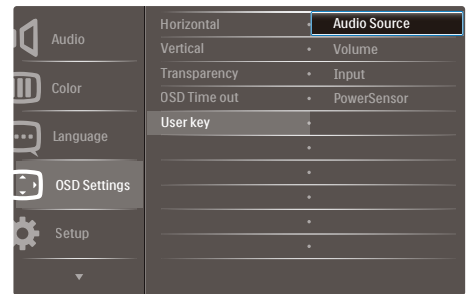 Audio
Color
Language
OSD Settings
Setup
Horizontal
Vertical
Transparency
OSD Time out
User key
Audio Source
Volume
Input
PowerSensor